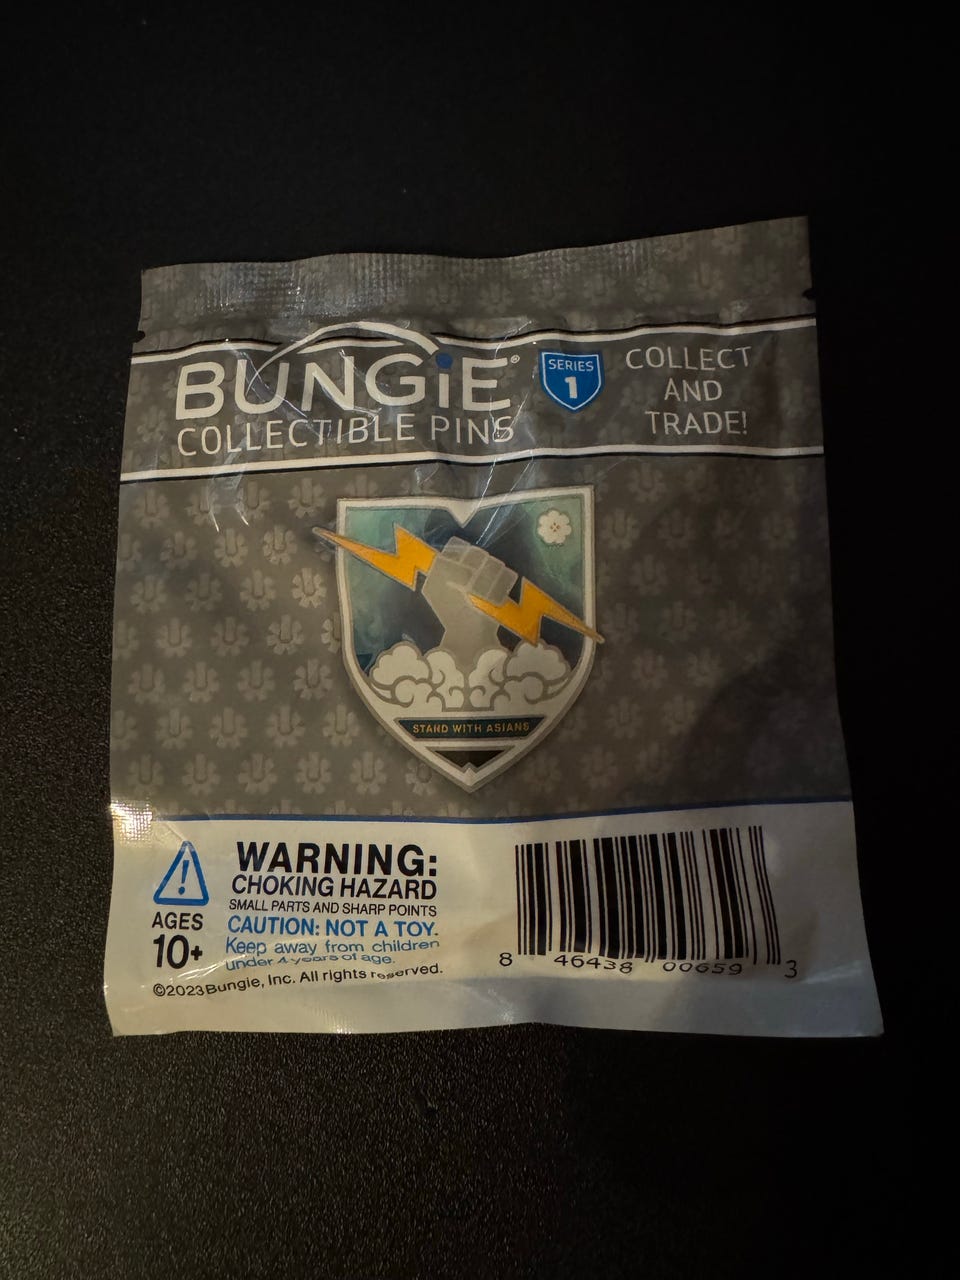 BUNGiE®
COLLECTIBLE PINS
SERIES
1
COLLECT
AND
TRADE!
STAND WITH ASIANS
WARNING:
CHOKING HAZARD
SMALL PARTS AND SHARP POINTS
CAUTION: NOT A TOY.
Keep away from children
under 4 years of age.
AGES
10+
©2023 Bungie, Inc. All rights reserved.
8 46438 00659 3